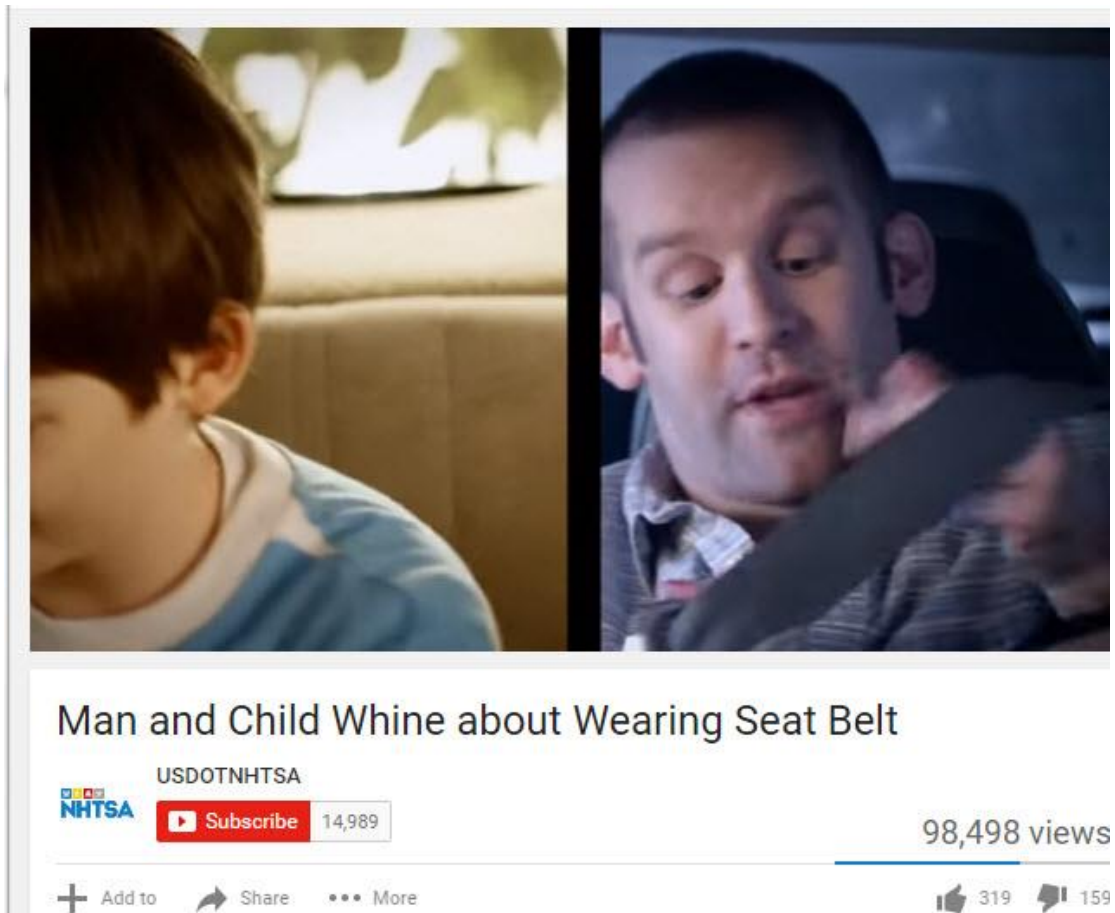 Man and Child Whine about Wearing Seat Belt
USDOTNHTSA
NHTSA
Subscribe 14,989
98,498 views
Add to Share More
319 159